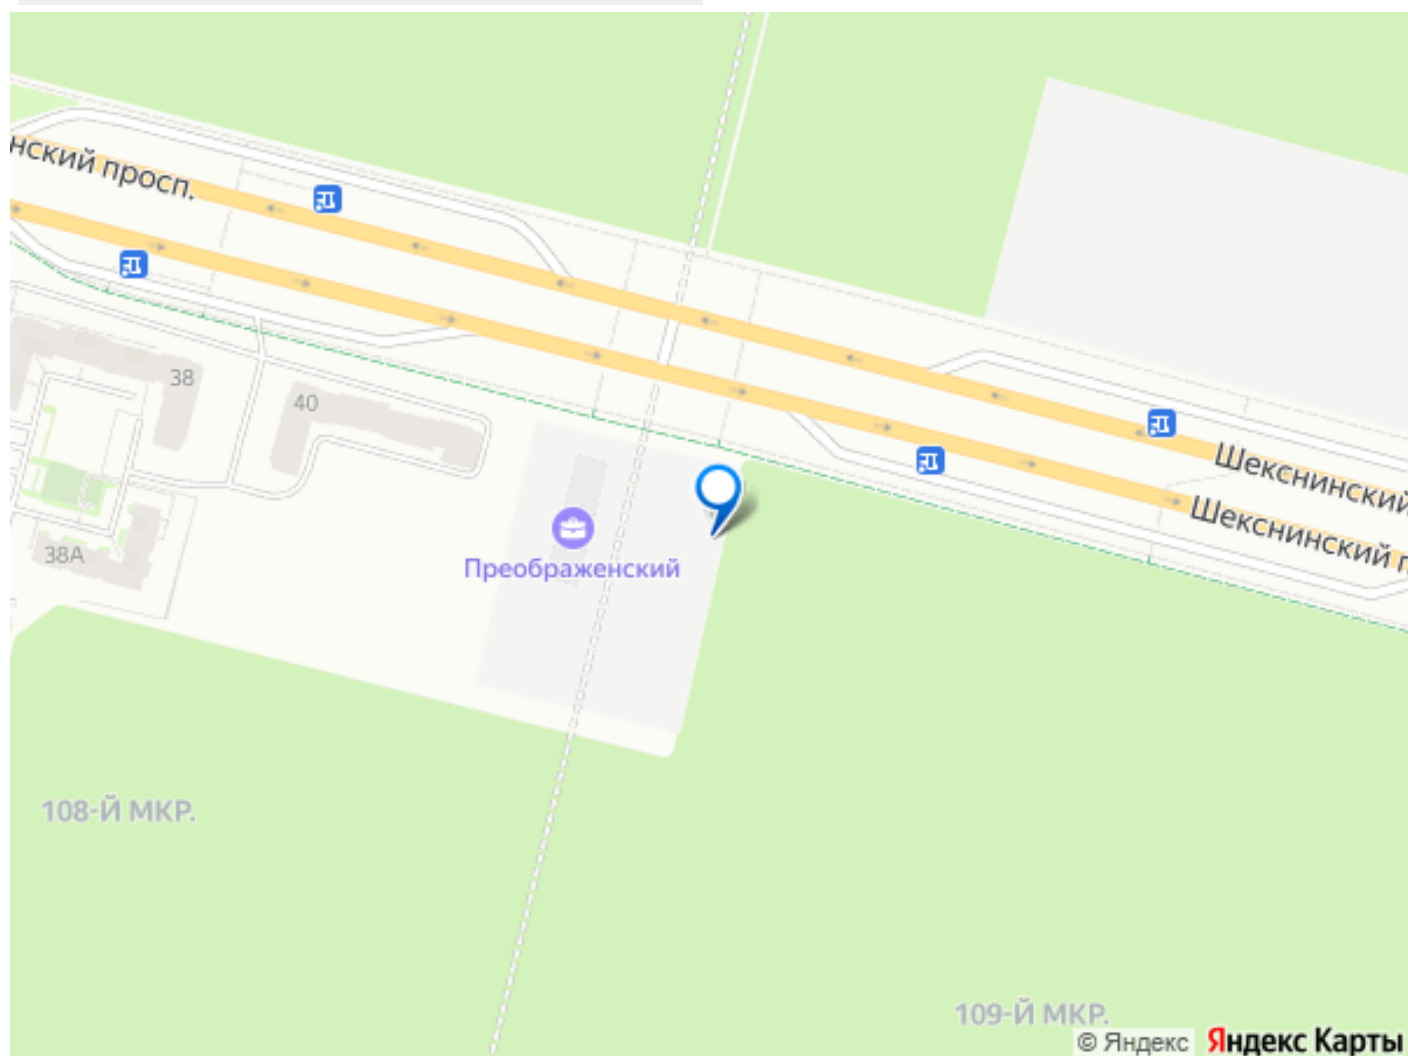 нский просп.
38
40
Шекснинский
Шекснинский п
38А
Преображенский
108-Й МКР.
109-Й МКР.
© Яндекс Яндекс Карты